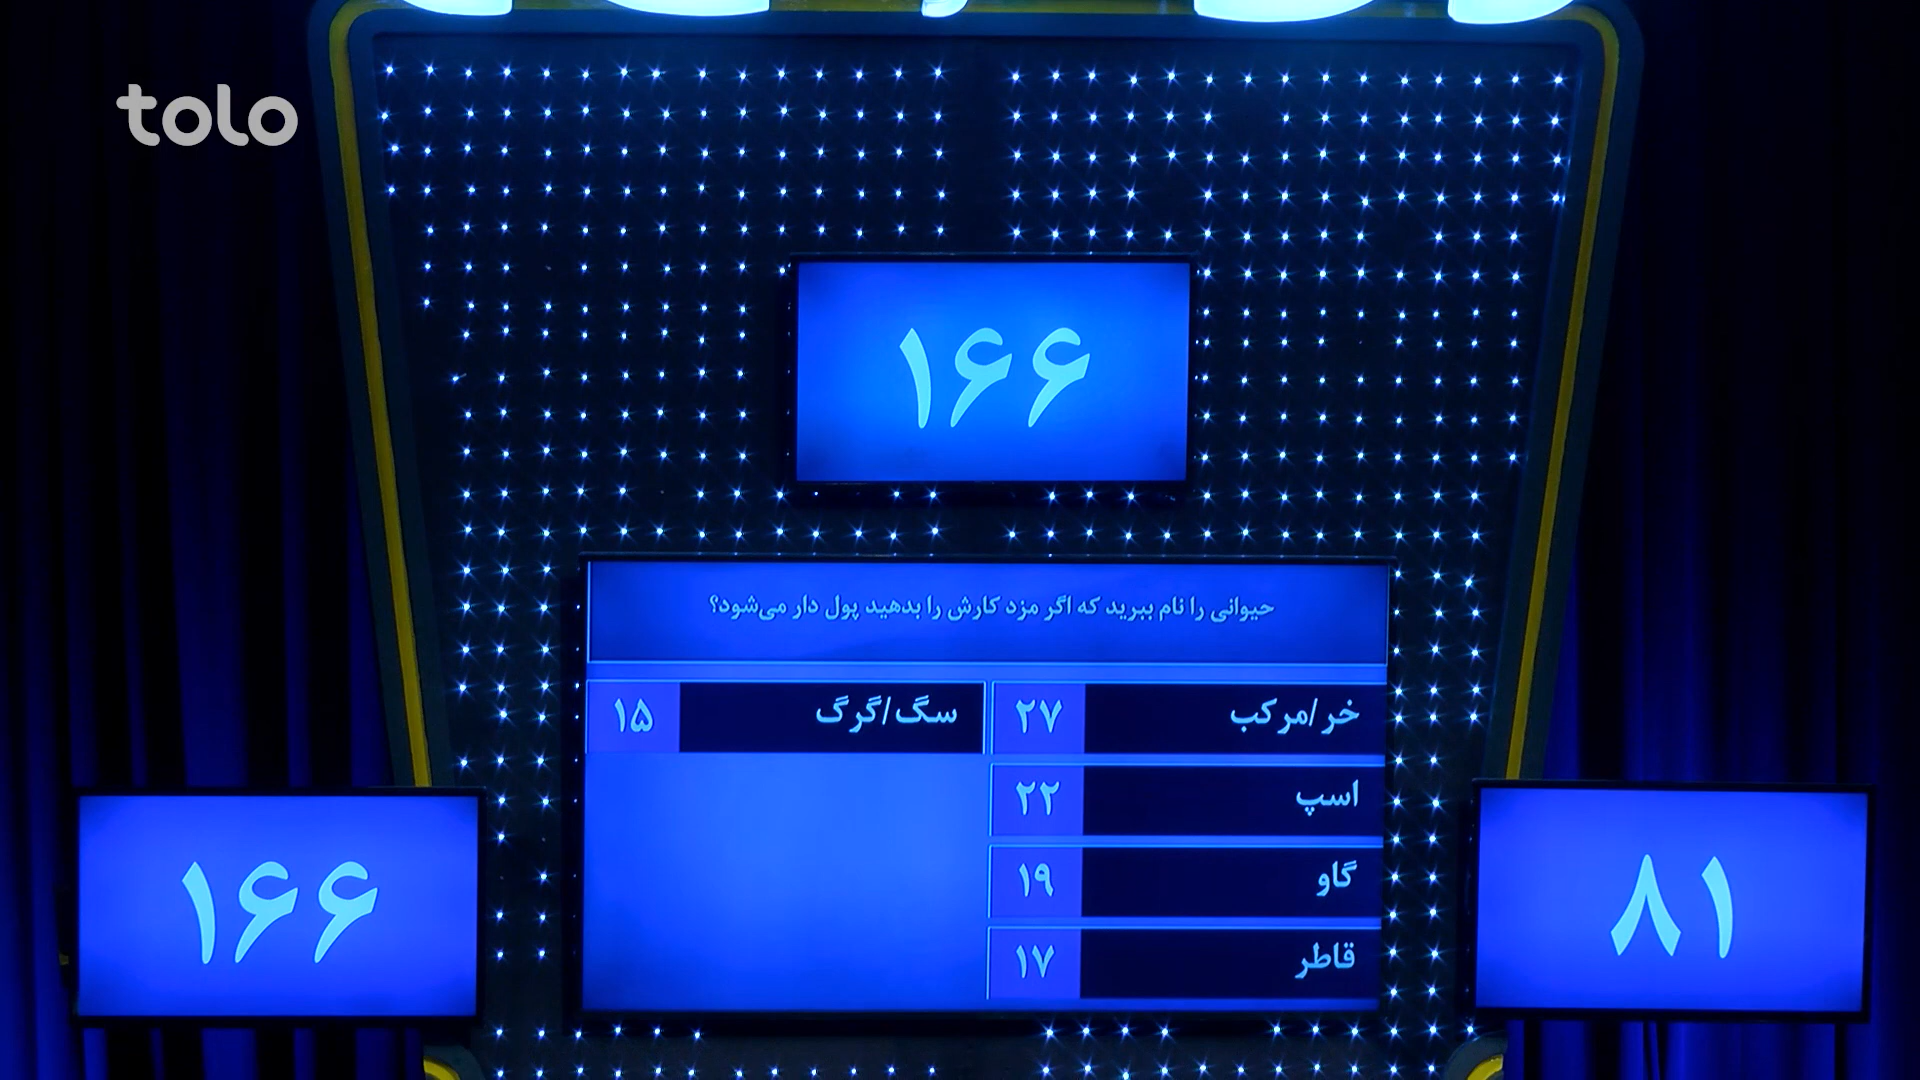 tolo
۱۶۶
حیوانی را نام ببرید که اگر مزد کارش را بدهید پول دار می‌شود؟
خر/مرکب ۲۷
اسپ ۲۲
گاو ۱۹
قاطر ۱۷
سگ/گرگ ۱۵
۱۶۶
۸۱